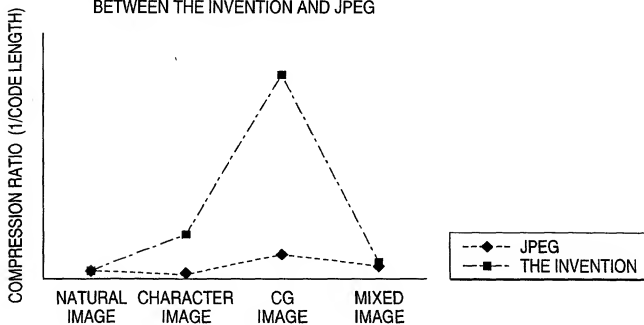 BETWEEN THE INVENTION AND JPEG
COMPRESSION RATIO (1/CODE LENGTH)
NATURAL IMAGE
CHARACTER IMAGE
CG IMAGE
MIXED IMAGE
JPEG
THE INVENTION